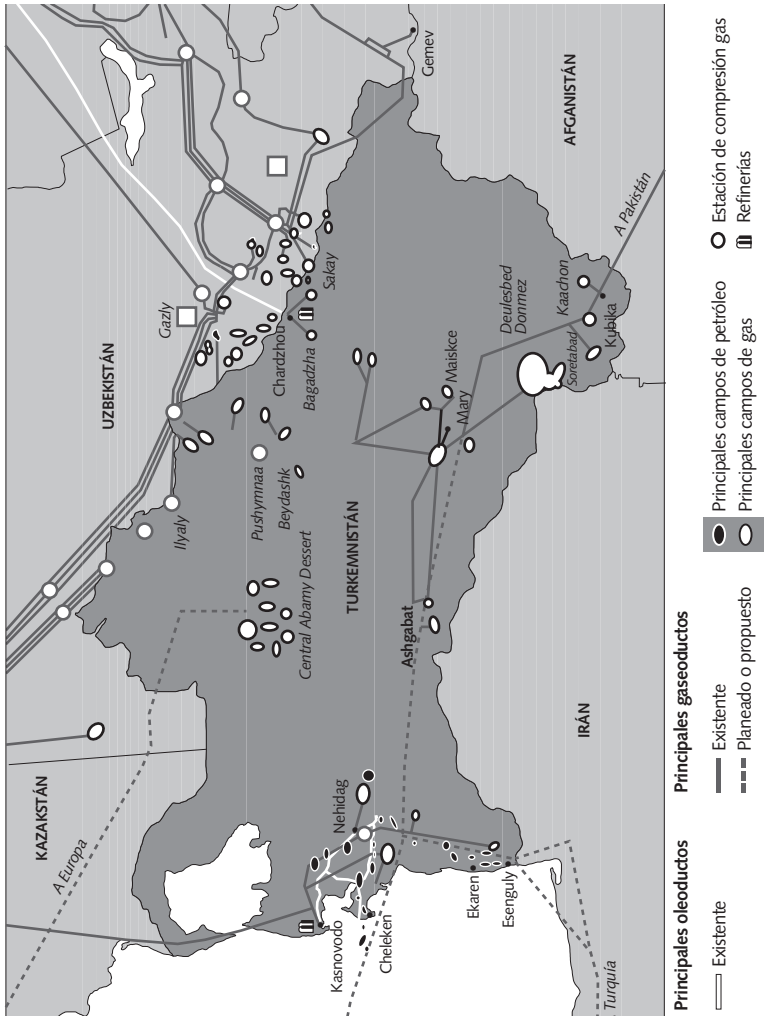 KAZAKSTÁN
UZBEKISTÁN
AFGANISTÁN
IRÁN
TURKEMNISTÁN
A Europa
Turquía
A Pakistán
Gazly
Gemev
Ilyaly
Pushymnaa
Beydashk
Central Abamy Dessert
Chardzhou
Bagadzha
Sakay
Maiskce
Mary
Deulesbed
Donmez
Soretabad
Kaachon
Kubika
Ashgabat
Nehidag
Kasnovodo
Cheleken
Ekaren
Esenguly
Principales oleoductos
Existente
Principales gaseoductos
Existente
Planeado o propuesto
Principales campos de petróleo
Principales campos de gas
Estación de compresión gas
Refinerías